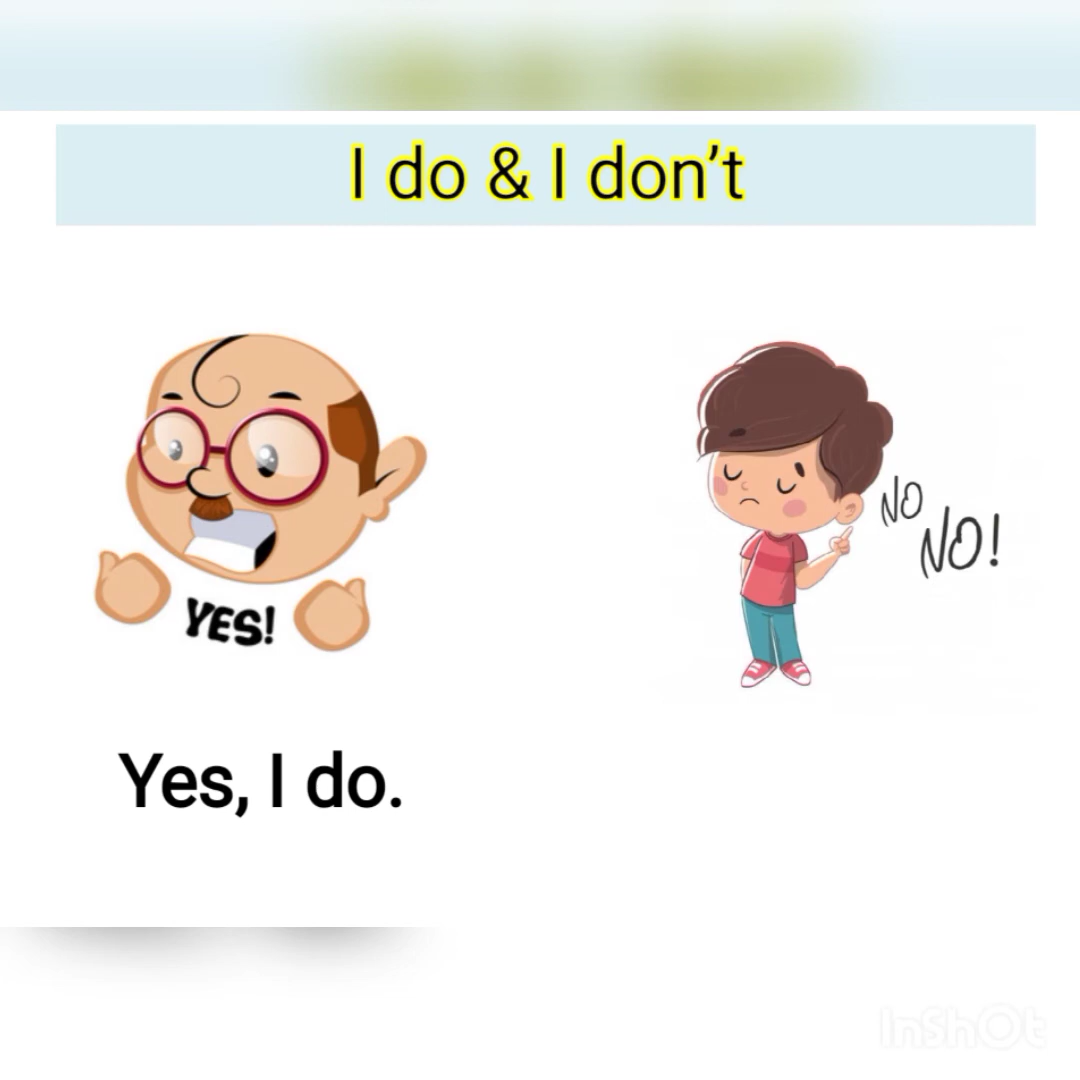 I do & I don’t
YES!
NO
NO!
Yes, I do.
InShOt